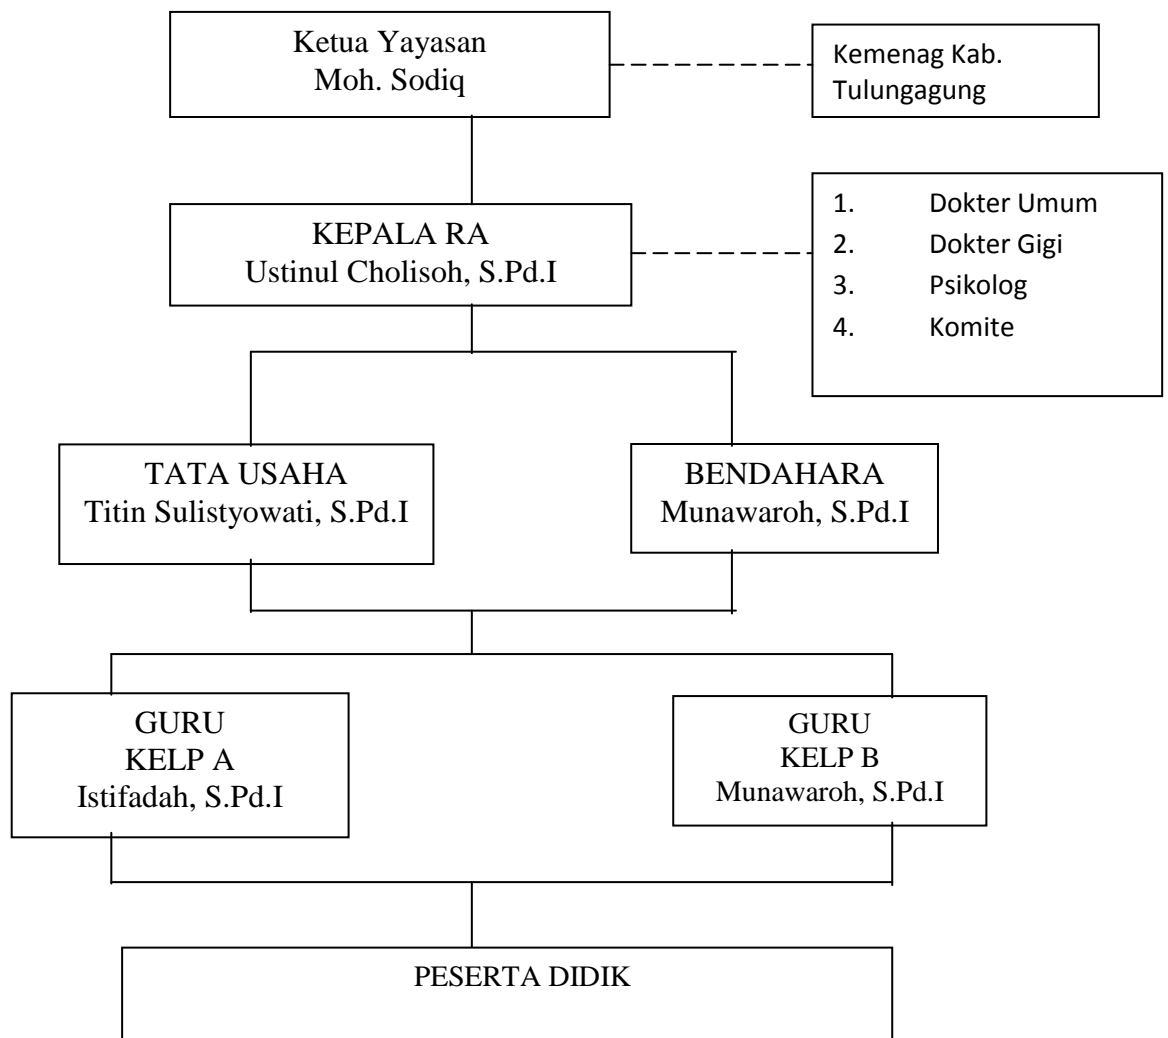 Ketua Yayasan
Moh. Sodiq
Kemenag Kab.
Tulungagung
KEPALA RA
Ustinul Cholisoh, S.Pd.I
1. Dokter Umum
2. Dokter Gigi
3. Psikolog
4. Komite
TATA USAHA
Titin Sulistyowati, S.Pd.I
BENDAHARA
Munawaroh, S.Pd.I
GURU
KELP A
Istifadah, S.Pd.I
GURU
KELP B
Munawaroh, S.Pd.I
PESERTA DIDIK